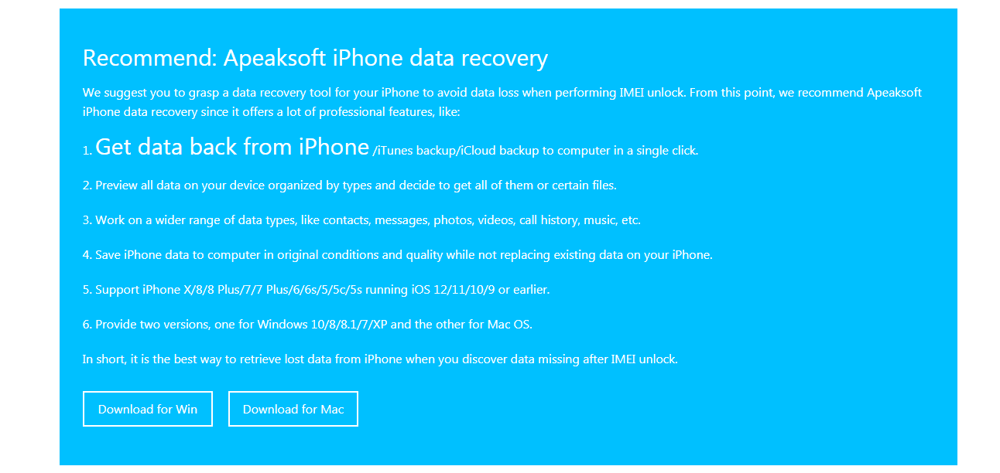 Recommend: Apeaksoft iPhone data recovery
We suggest you to grasp a data recovery tool for your iPhone to avoid data loss when performing IMEI unlock. From this point, we recommend Apeaksoft
iPhone data recovery since it offers a lot of professional features, like:
1. Get data back from iPhone /iTunes backup/iCloud backup to computer in a single click.
2. Preview all data on your device organized by types and decide to get all of them or certain files.
3. Work on a wider range of data types, like contacts, messages, photos, videos, call history, music, etc.
4. Save iPhone data to computer in original conditions and quality while not replacing existing data on your iPhone.
5. Support iPhone X/8/8 Plus/7/7 Plus/6/6s/5/5c/5s running iOS 12/11/10/9 or earlier.
6. Provide two versions, one for Windows 10/8/8.1/7/XP and the other for Mac OS.
In short, it is the best way to retrieve lost data from iPhone when you discover data missing after IMEI unlock.
Download for Win Download for Mac